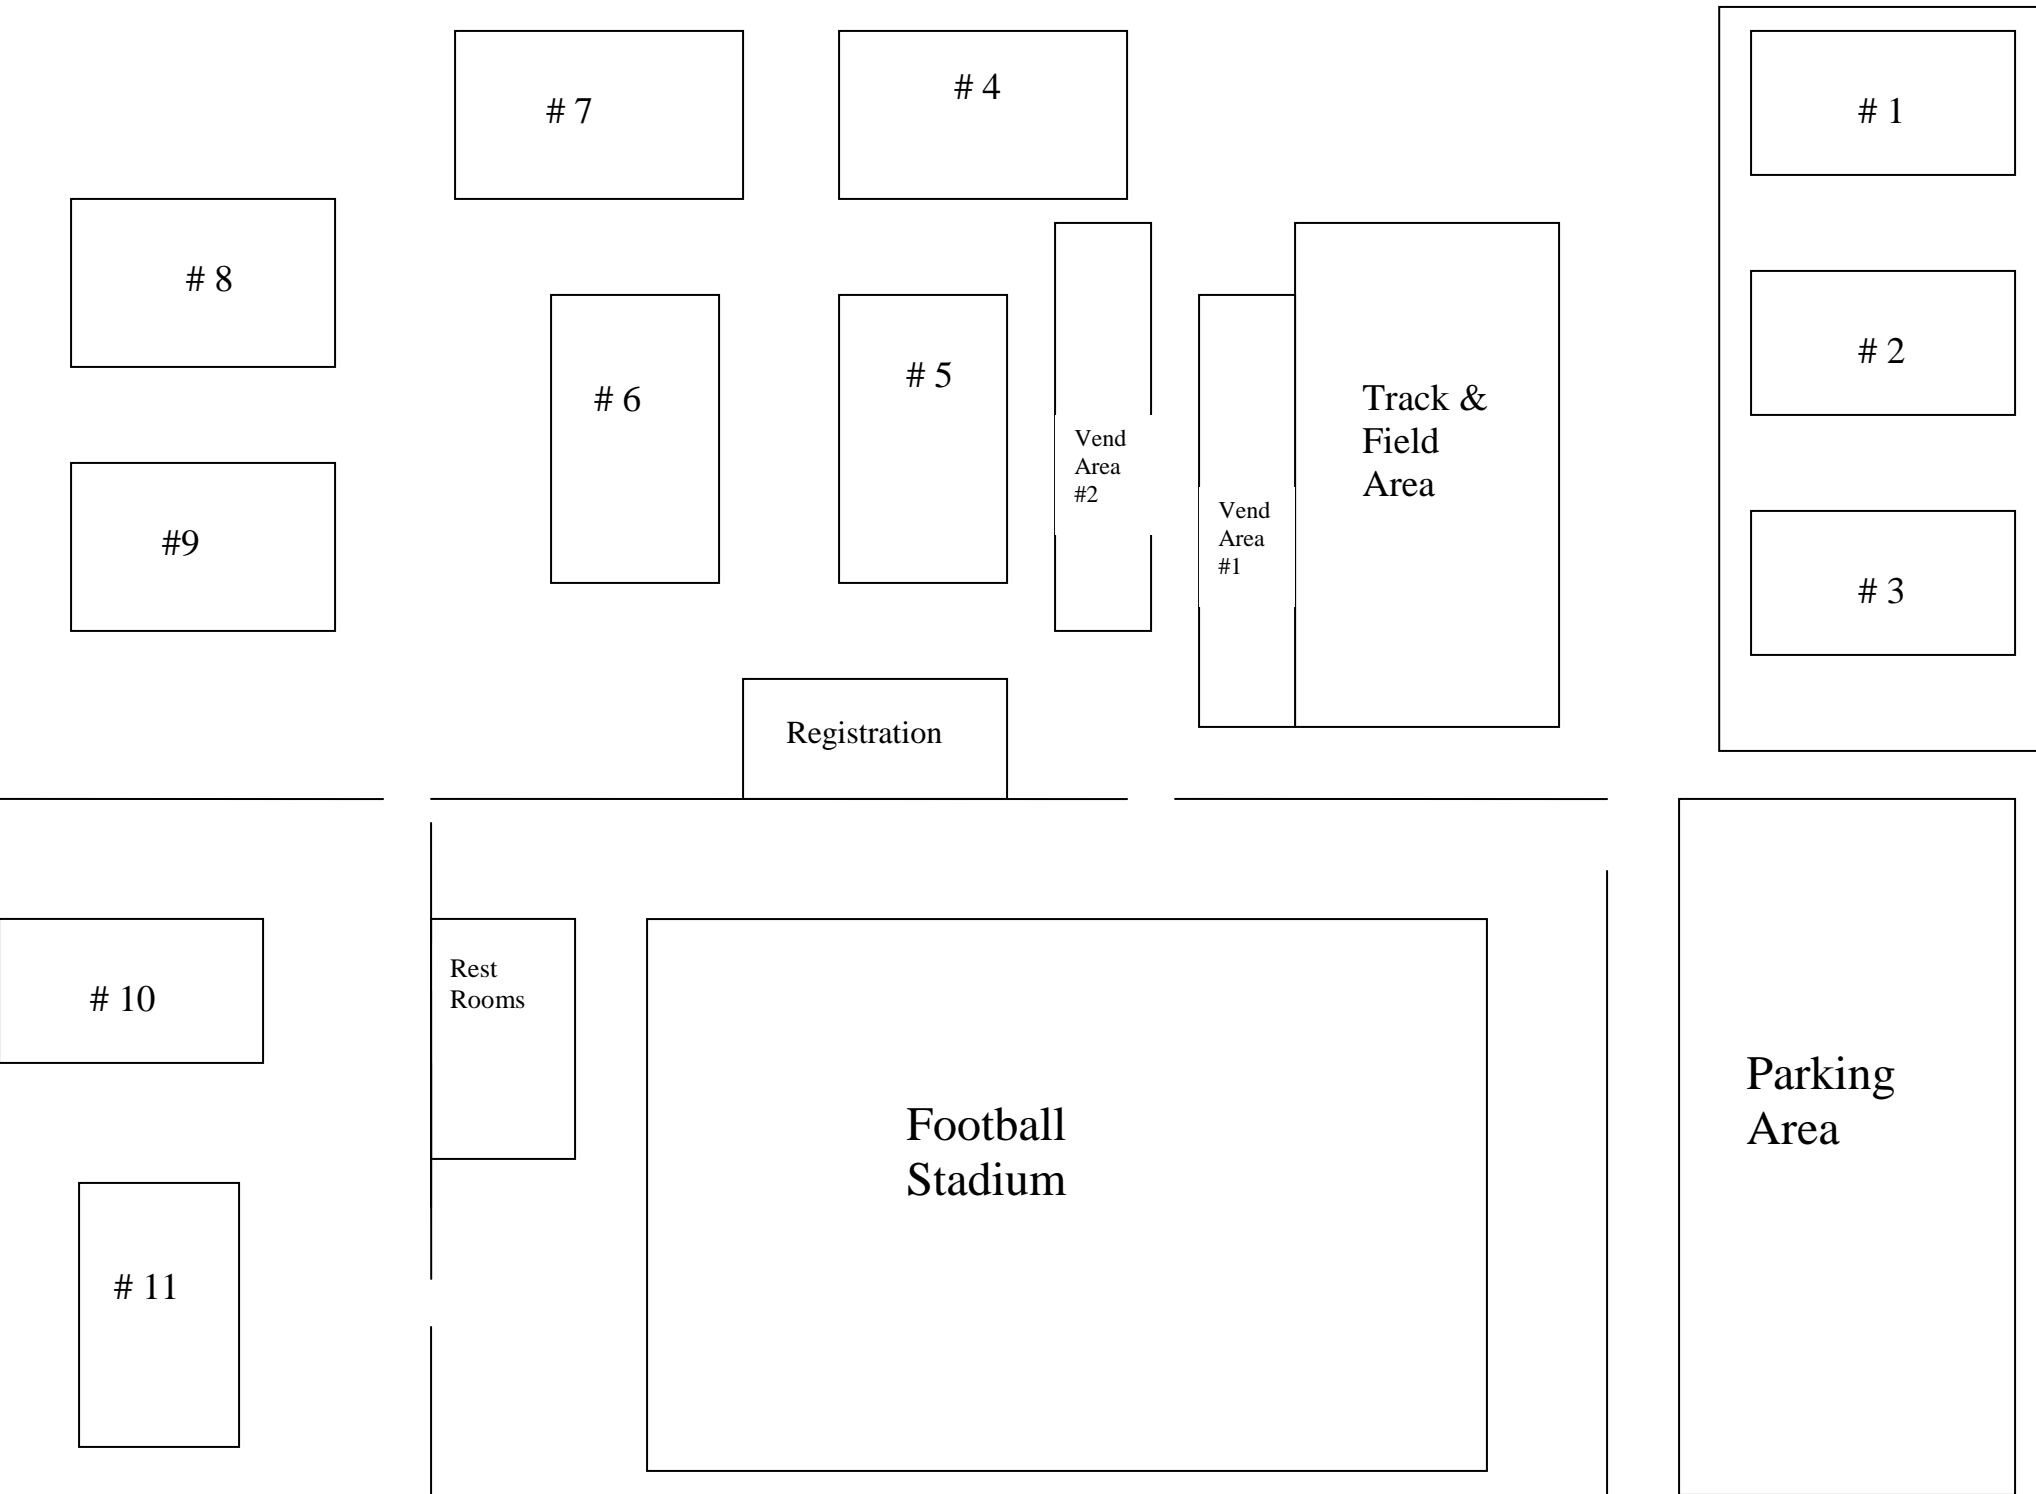 # 7
# 4
# 1
# 8
# 6
# 5
# 2
Vend
Area
#2
Track &
Field
Area
Vend
Area
#1
#9
# 3
Registration
Rest
Rooms
# 10
Football
Stadium
Parking
Area
# 11